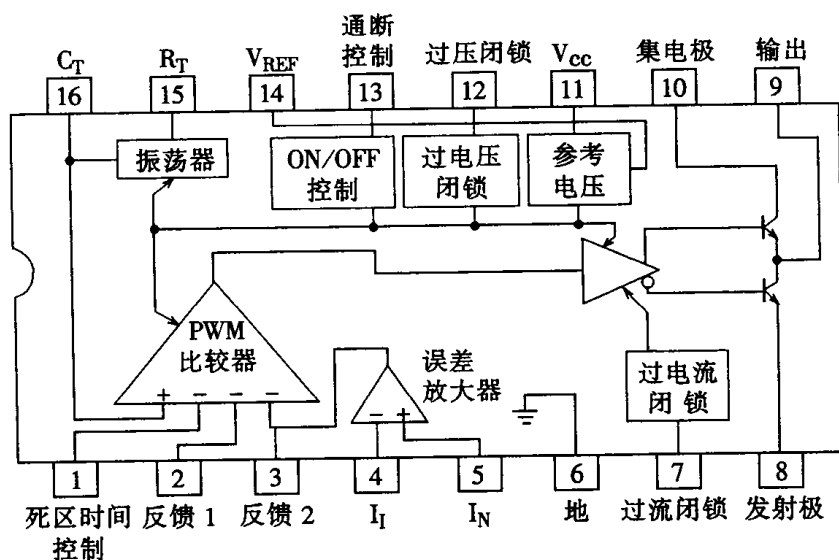 通断
控制
C_T
R_T
V_REF
过压闭锁
V_cc
集电极
输出
16
15
14
13
12
11
10
9
振荡器
ON/OFF
控制
过电压
闭锁
参考
电压
PWM
比较器
+
−
−
−
误差
放大器
−
+
过电流
闭 锁
1
2
3
4
5
6
7
8
死区时间
控制
反馈 1
反馈 2
I_I
I_N
地
过流闭锁
发射极